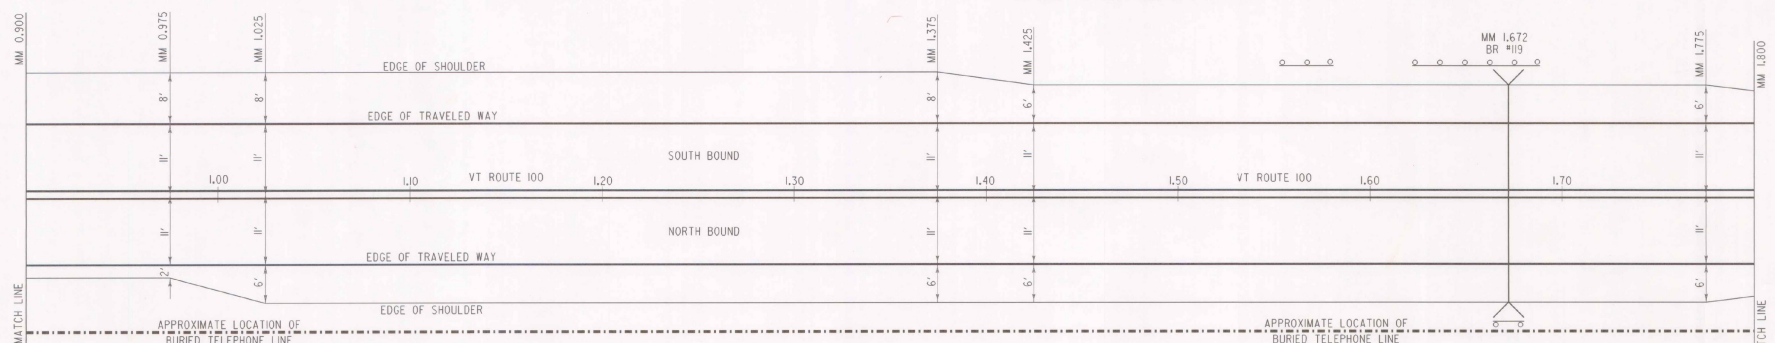 MM 0.900
MM 0.975
MM 1.025
MM 1.375
MM 1.425
MM 1.672
BR #119
MM 1.775
MM 1.800
EDGE OF SHOULDER
8'
8'
8'
6'
6'
EDGE OF TRAVELED WAY
11'
11'
SOUTH BOUND
11'
11'
11'
1.00
1.10
VT ROUTE 100
1.20
1.30
1.40
1.50
VT ROUTE 100
1.60
1.70
11'
11'
NORTH BOUND
11'
11'
11'
EDGE OF TRAVELED WAY
2'
6'
6'
6'
6'
EDGE OF SHOULDER
MATCH LINE
APPROXIMATE LOCATION OF
BURIED TELEPHONE LINE
APPROXIMATE LOCATION OF
BURIED TELEPHONE LINE
TCH LINE